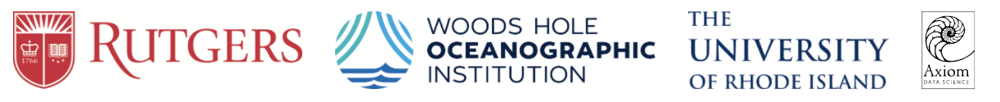 1766
RUTGERS
WOODS HOLE
OCEANOGRAPHIC
INSTITUTION
THE
UNIVERSITY
OF RHODE ISLAND
Axiom
DATA SCIENCE